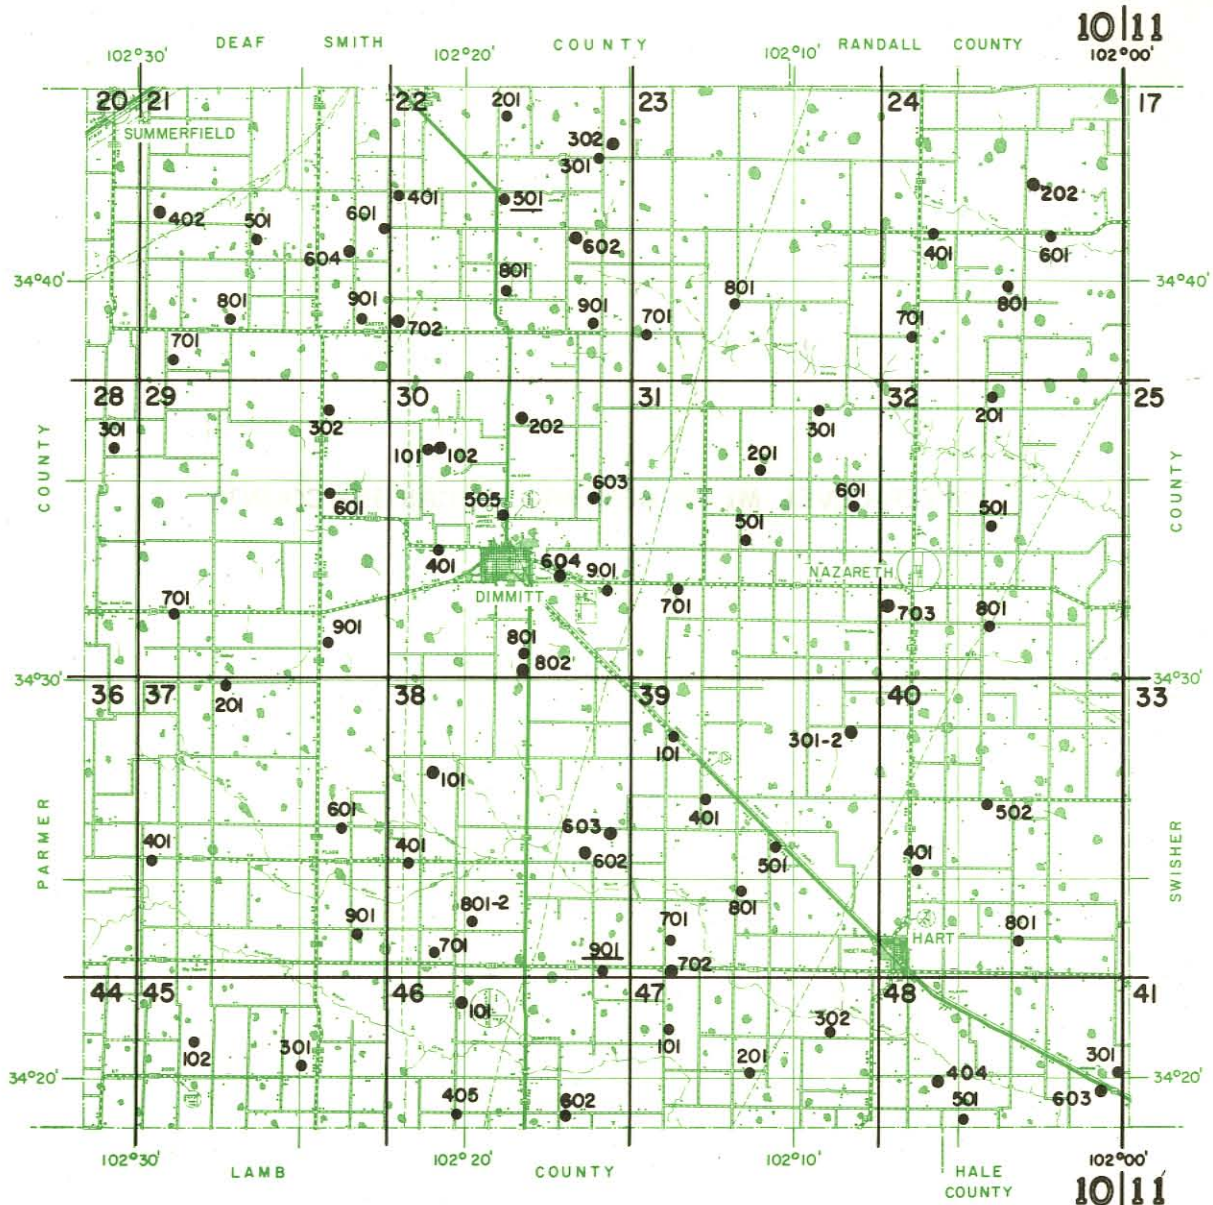 10|11
DEAF SMITH COUNTY RANDALL COUNTY
102°30' 102°20' 102°10' 102°00'
20 21 22 23 24 17
201
SUMMERFIELD
302
301
202
402 501 601 401 501
604 602 401 601
34°40' 801 34°40'
801 801
801 901 702 901 701 701
701
28 29 30 31 32 25
301 302 202 301 201
101 102 201
COUNTY COUNTY
603 601
601 505 501 501
401 604 901 NAZARETH
DIMMITT
701 701 703 801
901 801
802
34°30' 34°30'
36 37 38 39 40 33
201
101 301-2
101
401 502
601 603
PARMER SWISHER
401 401 602 501 401
801
901 801-2 701 801
HART
701 901 702
44 45 46 47 48 41
101
302
102 301 101 201 301
34°20' 404 34°20'
405 602 501 603
102°30' 102°20' 102°10' 102°00'
LAMB COUNTY HALE
COUNTY
10|11